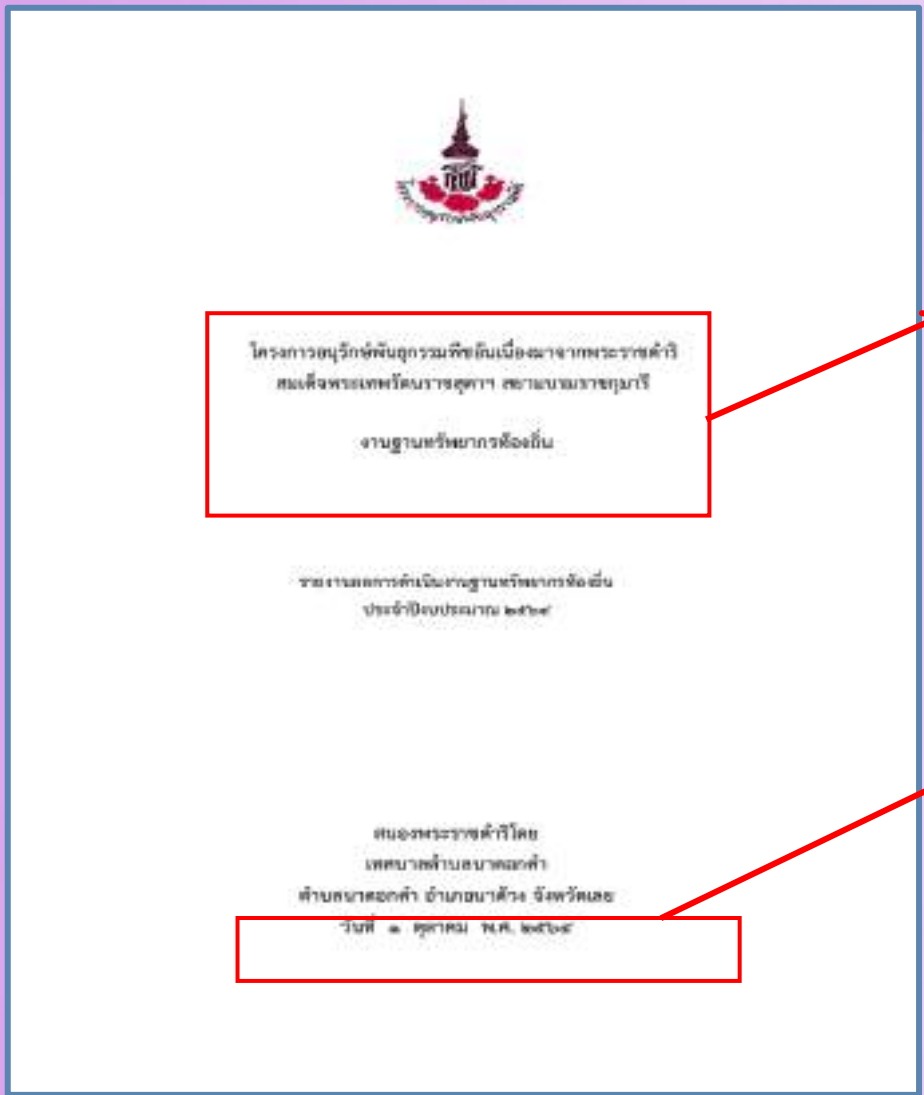 โครงการอนุรักษ์พันธุกรรมพืชอันเนื่องมาจากพระราชดำริ
สมเด็จพระเทพรัตนราชสุดาฯ สยามบรมราชกุมารี
งานฐานทรัพยากรท้องถิ่น
รายงานผลการดำเนินงานฐานทรัพยากรท้องถิ่น
ประจำปีงบประมาณ
สนองพระราชดำริโดย
เทศบาลตำบลนาดอกคำ
ตำบลนาดอกคำ อำเภอนาด้วง จังหวัดเลย
วันที่ ๑ ตุลาคม พ.ศ.